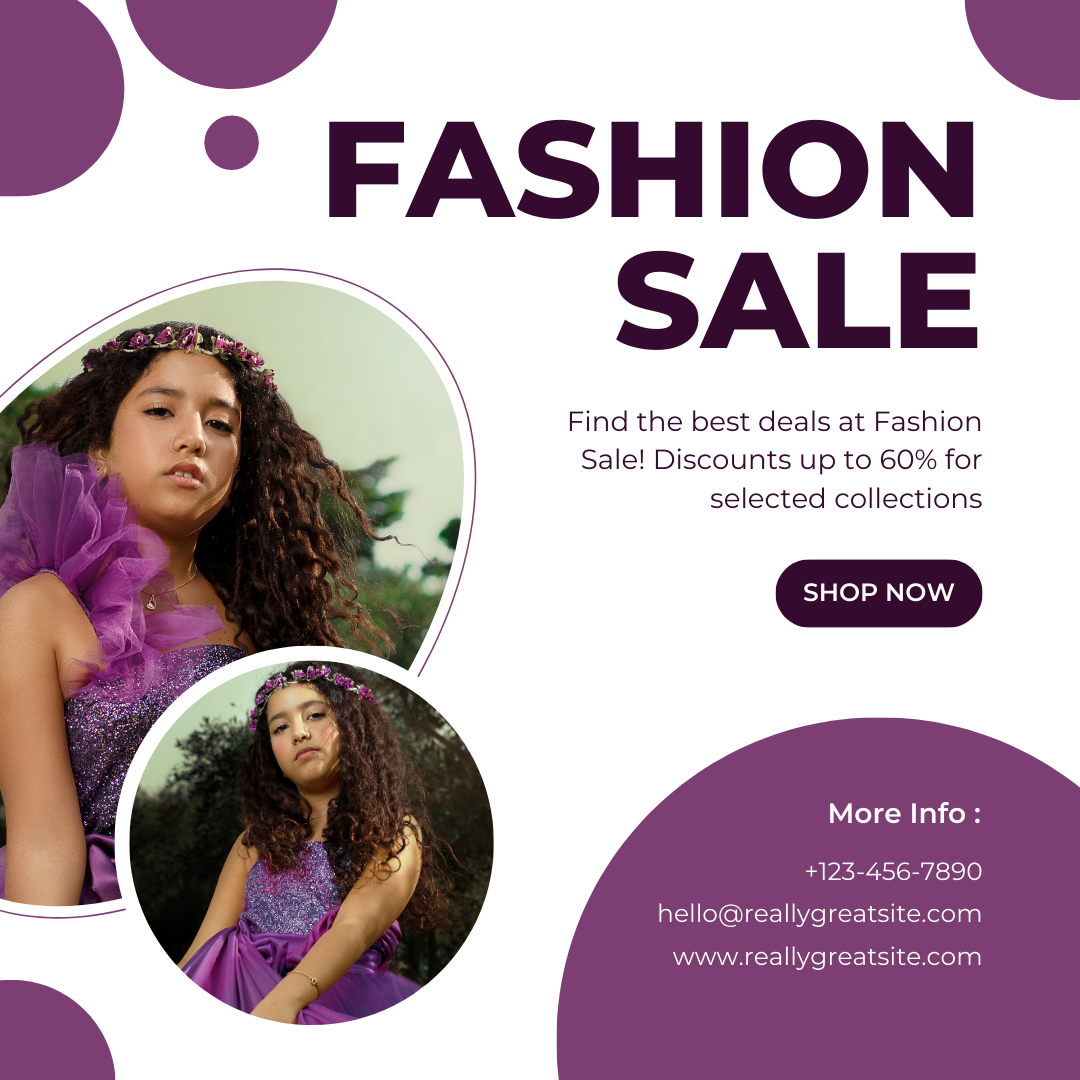 FASHION
SALE
Find the best deals at Fashion
Sale! Discounts up to 60% for
selected collections
SHOP NOW
More Info :
+123-456-7890
hello@reallygreatsite.com
www.reallygreatsite.com